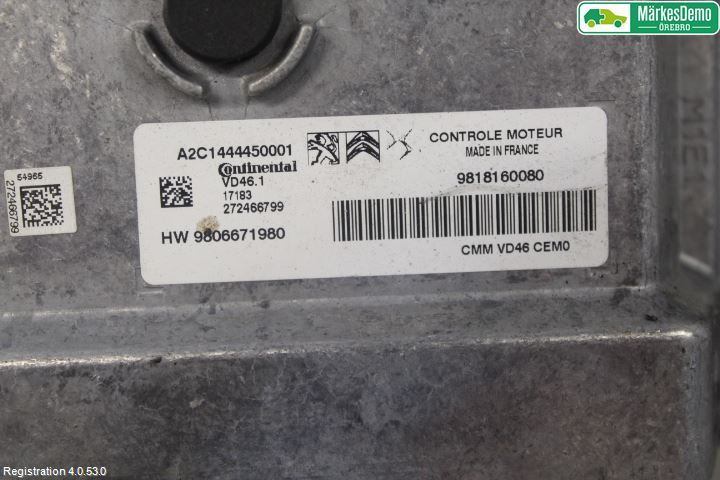 MärkesDemo
ÖREBRO
A2C1444450001
Continental
VD46.1
17183
272466799
HW 9806671980
CONTROLE MOTEUR
MADE IN FRANCE
9818160080
CMM VD46 CEM0
54965
272466799
Registration 4.0.53.0